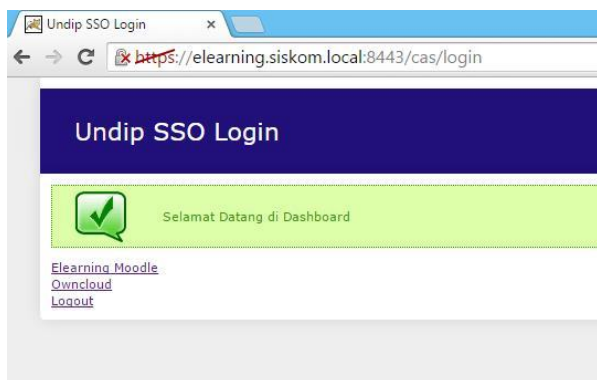 Undip SSO Login
https://elearning.siskom.local:8443/cas/login
Undip SSO Login
Selamat Datang di Dashboard
Elearning Moodle
Owncloud
Logout